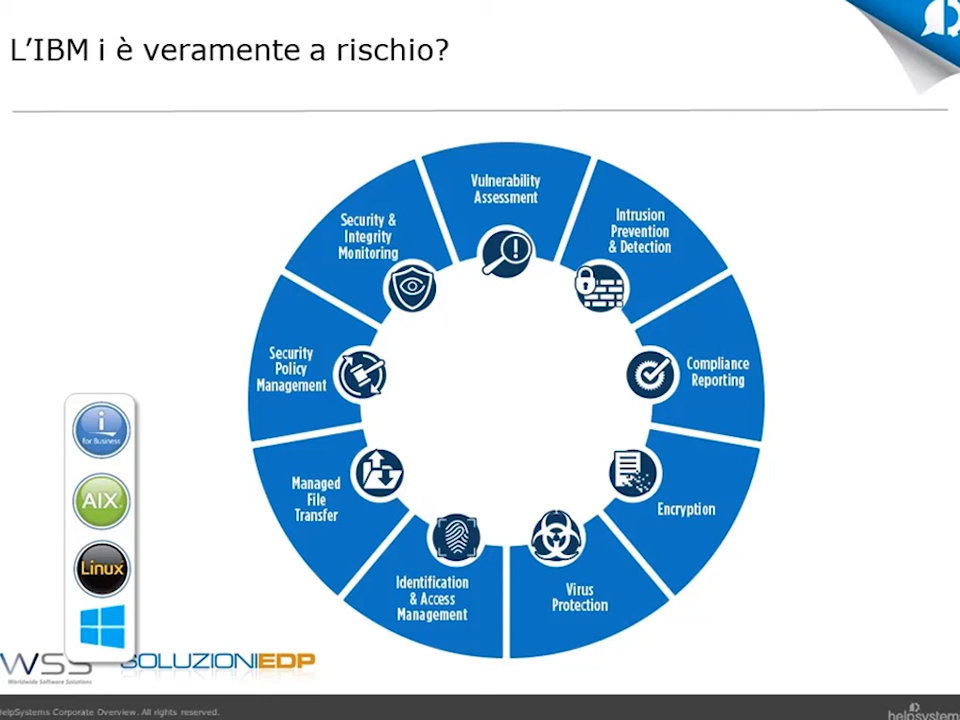 L'IBM i è veramente a rischio?
Vulnerability
Assessment
Intrusion
Prevention
& Detection
Compliance
Reporting
Encryption
Virus
Protection
Identification
& Access
Management
Managed
File
Transfer
Security
Policy
Management
Security &
Integrity
Monitoring
i
for Business
AIX
Linux
WSS
Worldwide Software Solutions
SOLUZIONIEDP
HelpSystems Corporate Overview. All rights reserved.
helpsystems